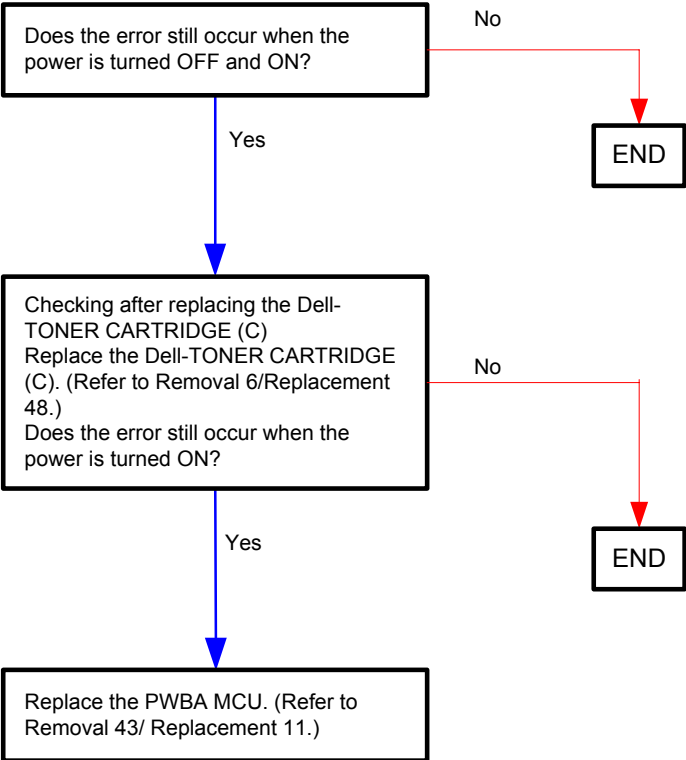 Does the error still occur when the
power is turned OFF and ON?
No
END
Yes
Checking after replacing the Dell-
TONER CARTRIDGE (C)
Replace the Dell-TONER CARTRIDGE
(C). (Refer to Removal 6/Replacement
48.)
Does the error still occur when the
power is turned ON?
No
END
Yes
Replace the PWBA MCU. (Refer to
Removal 43/ Replacement 11.)